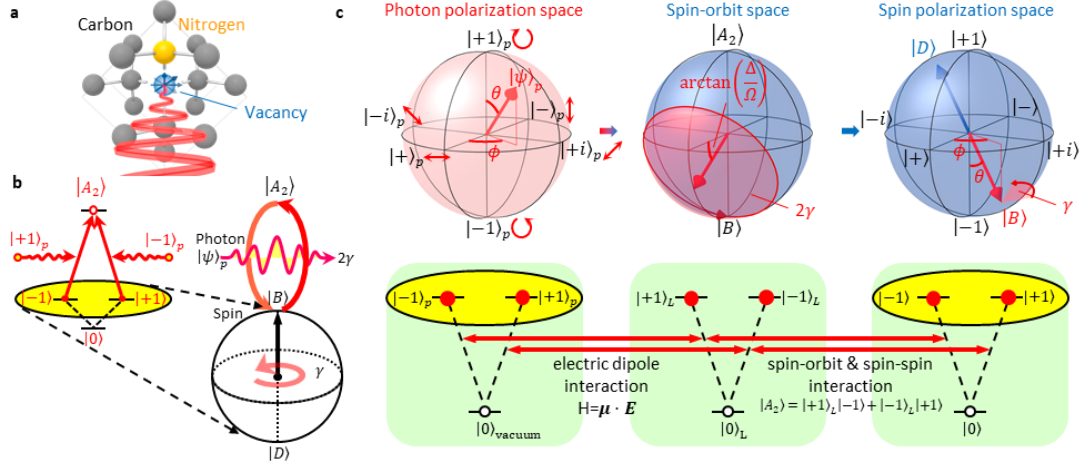 a
Carbon
Nitrogen
Vacancy
b
|A₂⟩
|+1⟩ₚ
|−1⟩ₚ
|−1⟩
|+1⟩
|0⟩
|A₂⟩
Photon
|ψ⟩ₚ
2γ
|B⟩
Spin
γ
|D⟩
c
Photon polarization space
|+1⟩ₚ
|ψ⟩ₚ
θ
|−⟩ₚ
|−i⟩ₚ
|+⟩ₚ
ϕ
|+i⟩ₚ
|−1⟩ₚ
Spin-orbit space
|A₂⟩
arctan(Δ/Ω)
2γ
|B⟩
Spin polarization space
|+1⟩
|D⟩
|−i⟩
|−⟩
|+⟩
ϕ
|+i⟩
θ
γ
|B⟩
|−1⟩
|−1⟩ₚ
|+1⟩ₚ
|+1⟩L
|−1⟩L
|−1⟩
|+1⟩
electric dipole
interaction
H=μ · E
spin-orbit & spin-spin
interaction
|A₂⟩ = |+1⟩L|−1⟩ + |−1⟩L|+1⟩
|0⟩vacuum
|0⟩L
|0⟩